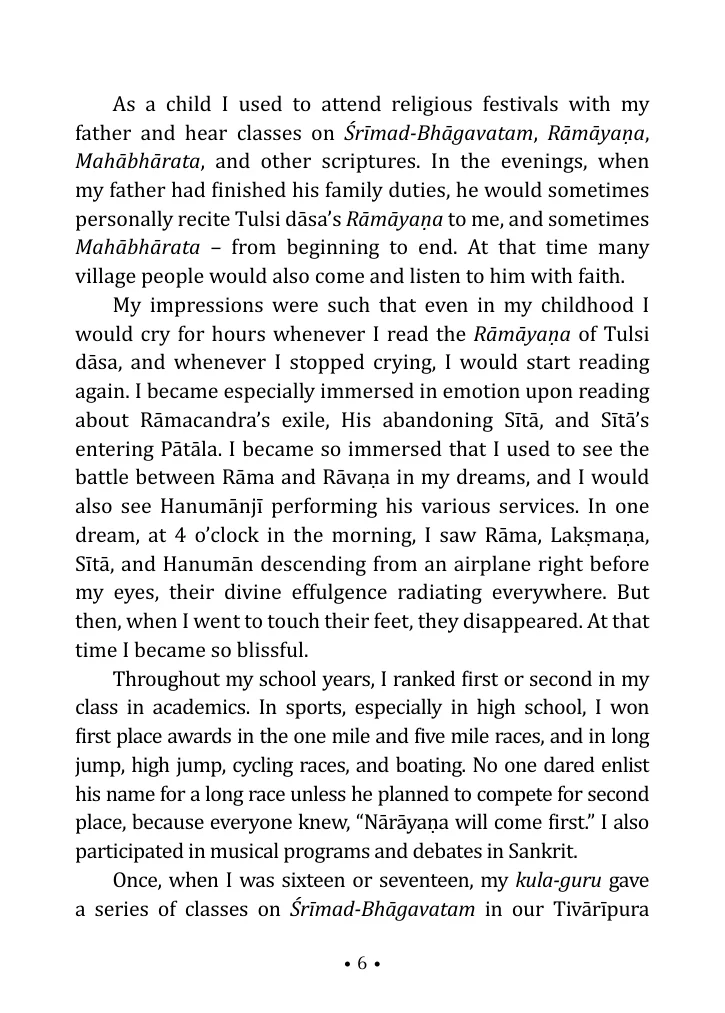 As a child I used to attend religious festivals with my
father and hear classes on Śrīmad-Bhāgavatam, Rāmāyaṇa,
Mahābhārata, and other scriptures. In the evenings, when
my father had finished his family duties, he would sometimes
personally recite Tulsi dāsa’s Rāmāyaṇa to me, and sometimes
Mahābhārata – from beginning to end. At that time many
village people would also come and listen to him with faith.
My impressions were such that even in my childhood I
would cry for hours whenever I read the Rāmāyaṇa of Tulsi
dāsa, and whenever I stopped crying, I would start reading
again. I became especially immersed in emotion upon reading
about Rāmacandra’s exile, His abandoning Sītā, and Sītā’s
entering Pātāla. I became so immersed that I used to see the
battle between Rāma and Rāvaṇa in my dreams, and I would
also see Hanumānjī performing his various services. In one
dream, at 4 o’clock in the morning, I saw Rāma, Lakṣmaṇa,
Sītā, and Hanumān descending from an airplane right before
my eyes, their divine effulgence radiating everywhere. But
then, when I went to touch their feet, they disappeared. At that
time I became so blissful.
Throughout my school years, I ranked first or second in my
class in academics. In sports, especially in high school, I won
first place awards in the one mile and five mile races, and in long
jump, high jump, cycling races, and boating. No one dared enlist
his name for a long race unless he planned to compete for second
place, because everyone knew, “Nārāyaṇa will come first.” I also
participated in musical programs and debates in Sankrit.
Once, when I was sixteen or seventeen, my kula-guru gave
a series of classes on Śrīmad-Bhāgavatam in our Tivārīpura
• 6 •